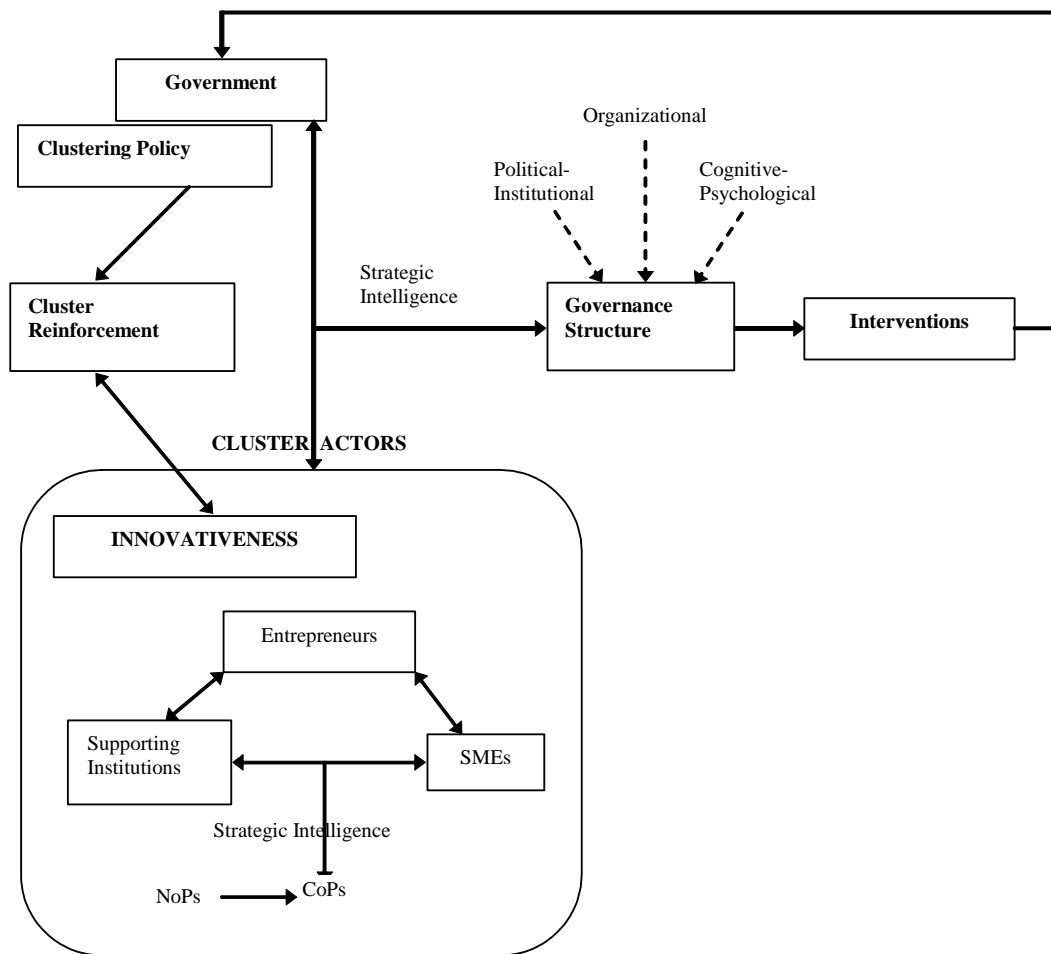 Government
Organizational
Clustering Policy
Political-
Institutional
Cognitive-
Psychological
Strategic
Intelligence
Cluster
Reinforcement
Governance
Structure
Interventions
CLUSTER ACTORS
INNOVATIVENESS
Entrepreneurs
Supporting
Institutions
SMEs
Strategic Intelligence
NoPs
CoPs